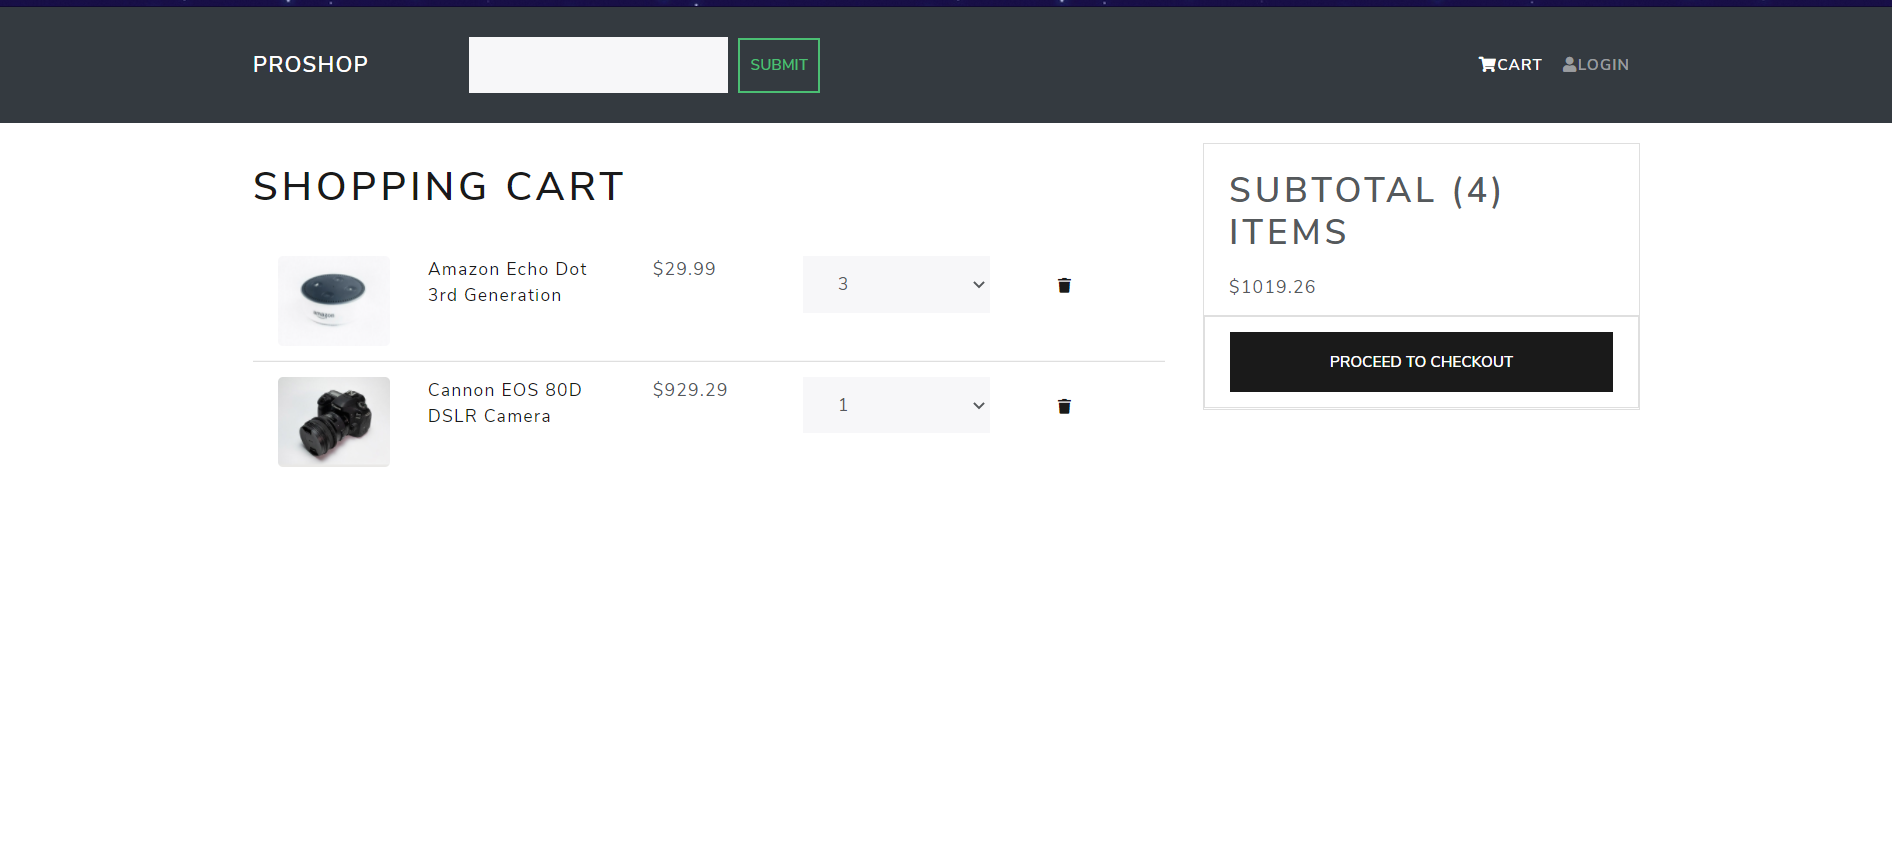 PROSHOP
SUBMIT
CART
LOGIN
SHOPPING CART
Amazon Echo Dot
3rd Generation
$29.99
3
Cannon EOS 80D
DSLR Camera
$929.29
1
SUBTOTAL (4)
ITEMS
$1019.26
PROCEED TO CHECKOUT